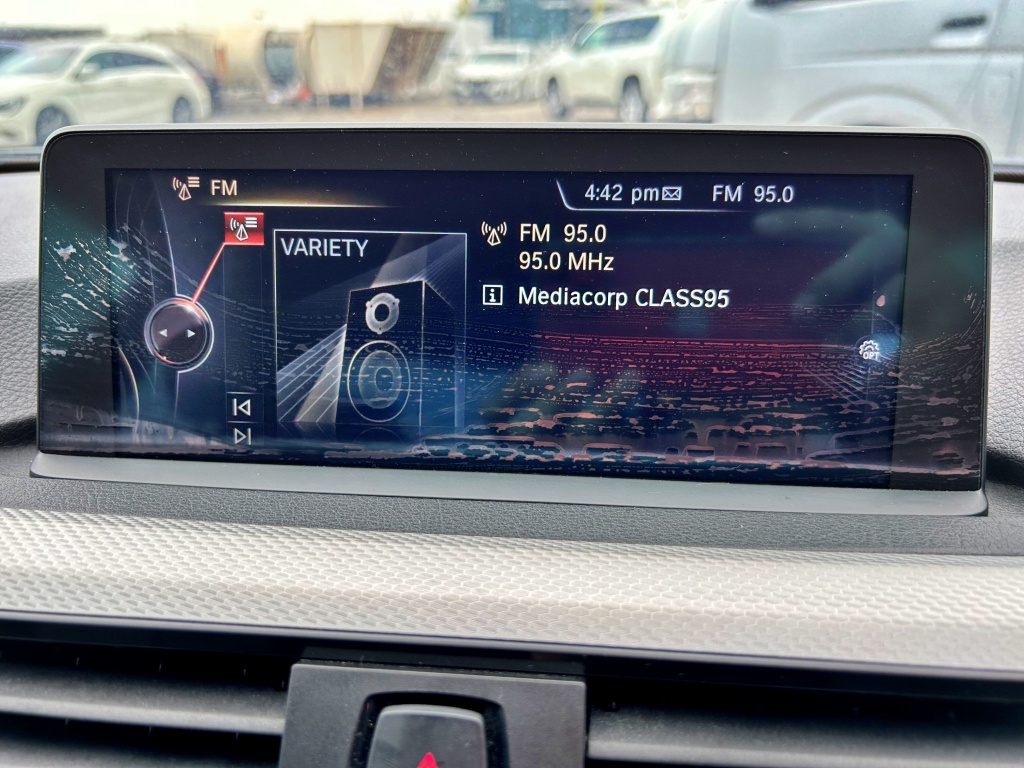 FM
4:42 pm
FM 95.0
VARIETY
FM 95.0
95.0 MHz
i Mediacorp CLASS95
OPT